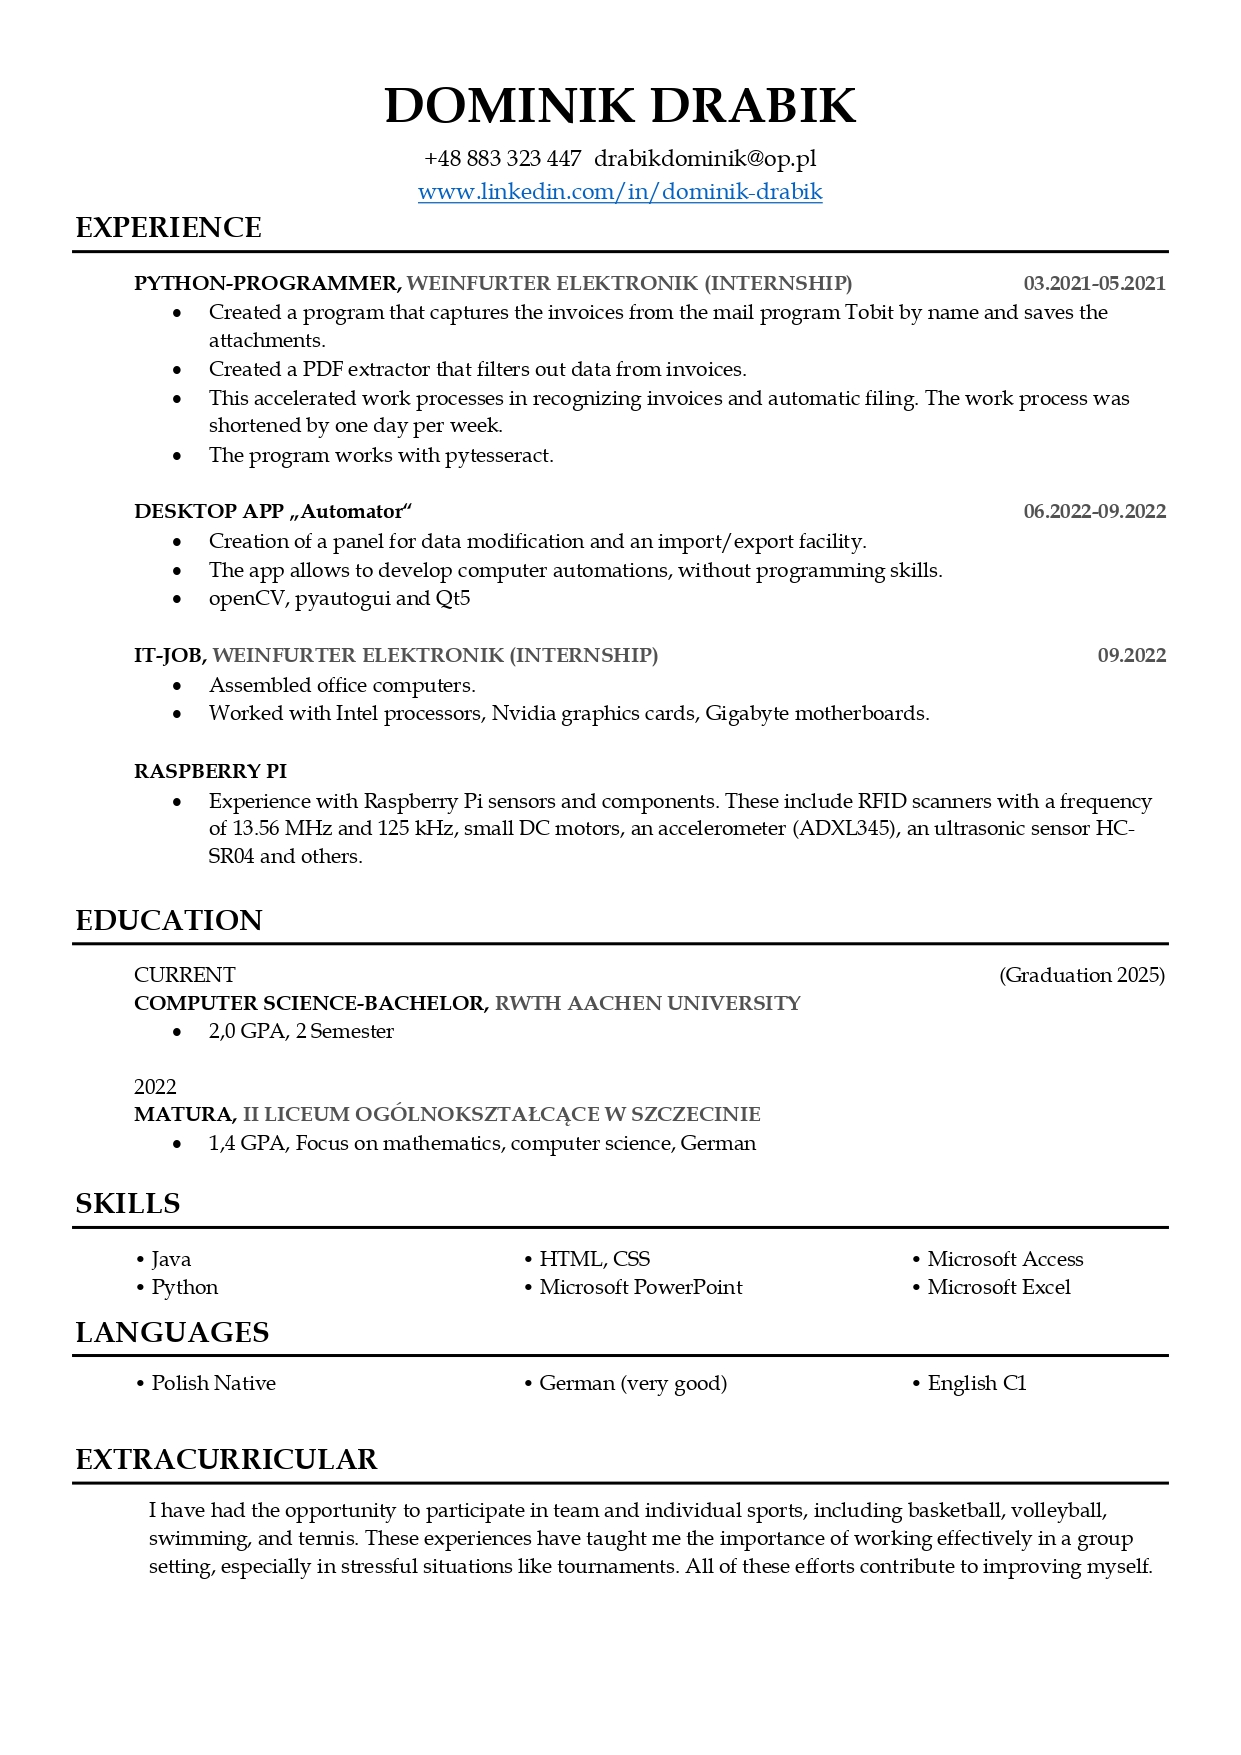 DOMINIK DRABIK
+48 883 323 447  drabikdominik@op.pl
www.linkedin.com/in/dominik-drabik
EXPERIENCE
PYTHON-PROGRAMMER, WEINFURTER ELEKTRONIK (INTERNSHIP) 03.2021-05.2021
• Created a program that captures the invoices from the mail program Tobit by name and saves the
attachments.
• Created a PDF extractor that filters out data from invoices.
• This accelerated work processes in recognizing invoices and automatic filing. The work process was
shortened by one day per week.
• The program works with pytesseract.
DESKTOP APP „Automator“ 06.2022-09.2022
• Creation of a panel for data modification and an import/export facility.
• The app allows to develop computer automations, without programming skills.
• openCV, pyautogui and Qt5
IT-JOB, WEINFURTER ELEKTRONIK (INTERNSHIP) 09.2022
• Assembled office computers.
• Worked with Intel processors, Nvidia graphics cards, Gigabyte motherboards.
RASPBERRY PI
• Experience with Raspberry Pi sensors and components. These include RFID scanners with a frequency
of 13.56 MHz and 125 kHz, small DC motors, an accelerometer (ADXL345), an ultrasonic sensor HC-
SR04 and others.
EDUCATION
CURRENT (Graduation 2025)
COMPUTER SCIENCE-BACHELOR, RWTH AACHEN UNIVERSITY
• 2,0 GPA, 2 Semester
2022
MATURA, II LICEUM OGÓLNOKSZTAŁCĄCE W SZCZECINIE
• 1,4 GPA, Focus on mathematics, computer science, German
SKILLS
• Java • HTML, CSS • Microsoft Access
• Python • Microsoft PowerPoint • Microsoft Excel
LANGUAGES
• Polish Native • German (very good) • English C1
EXTRACURRICULAR
I have had the opportunity to participate in team and individual sports, including basketball, volleyball,
swimming, and tennis. These experiences have taught me the importance of working effectively in a group
setting, especially in stressful situations like tournaments. All of these efforts contribute to improving myself.